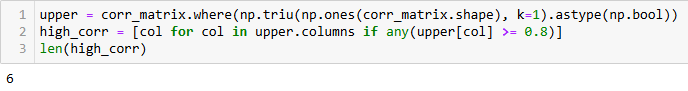 1 upper = corr_matrix.where(np.triu(np.ones(corr_matrix.shape), k=1).astype(np.bool))
2 high_corr = [col for col in upper.columns if any(upper[col] >= 0.8)]
3 len(high_corr)
6